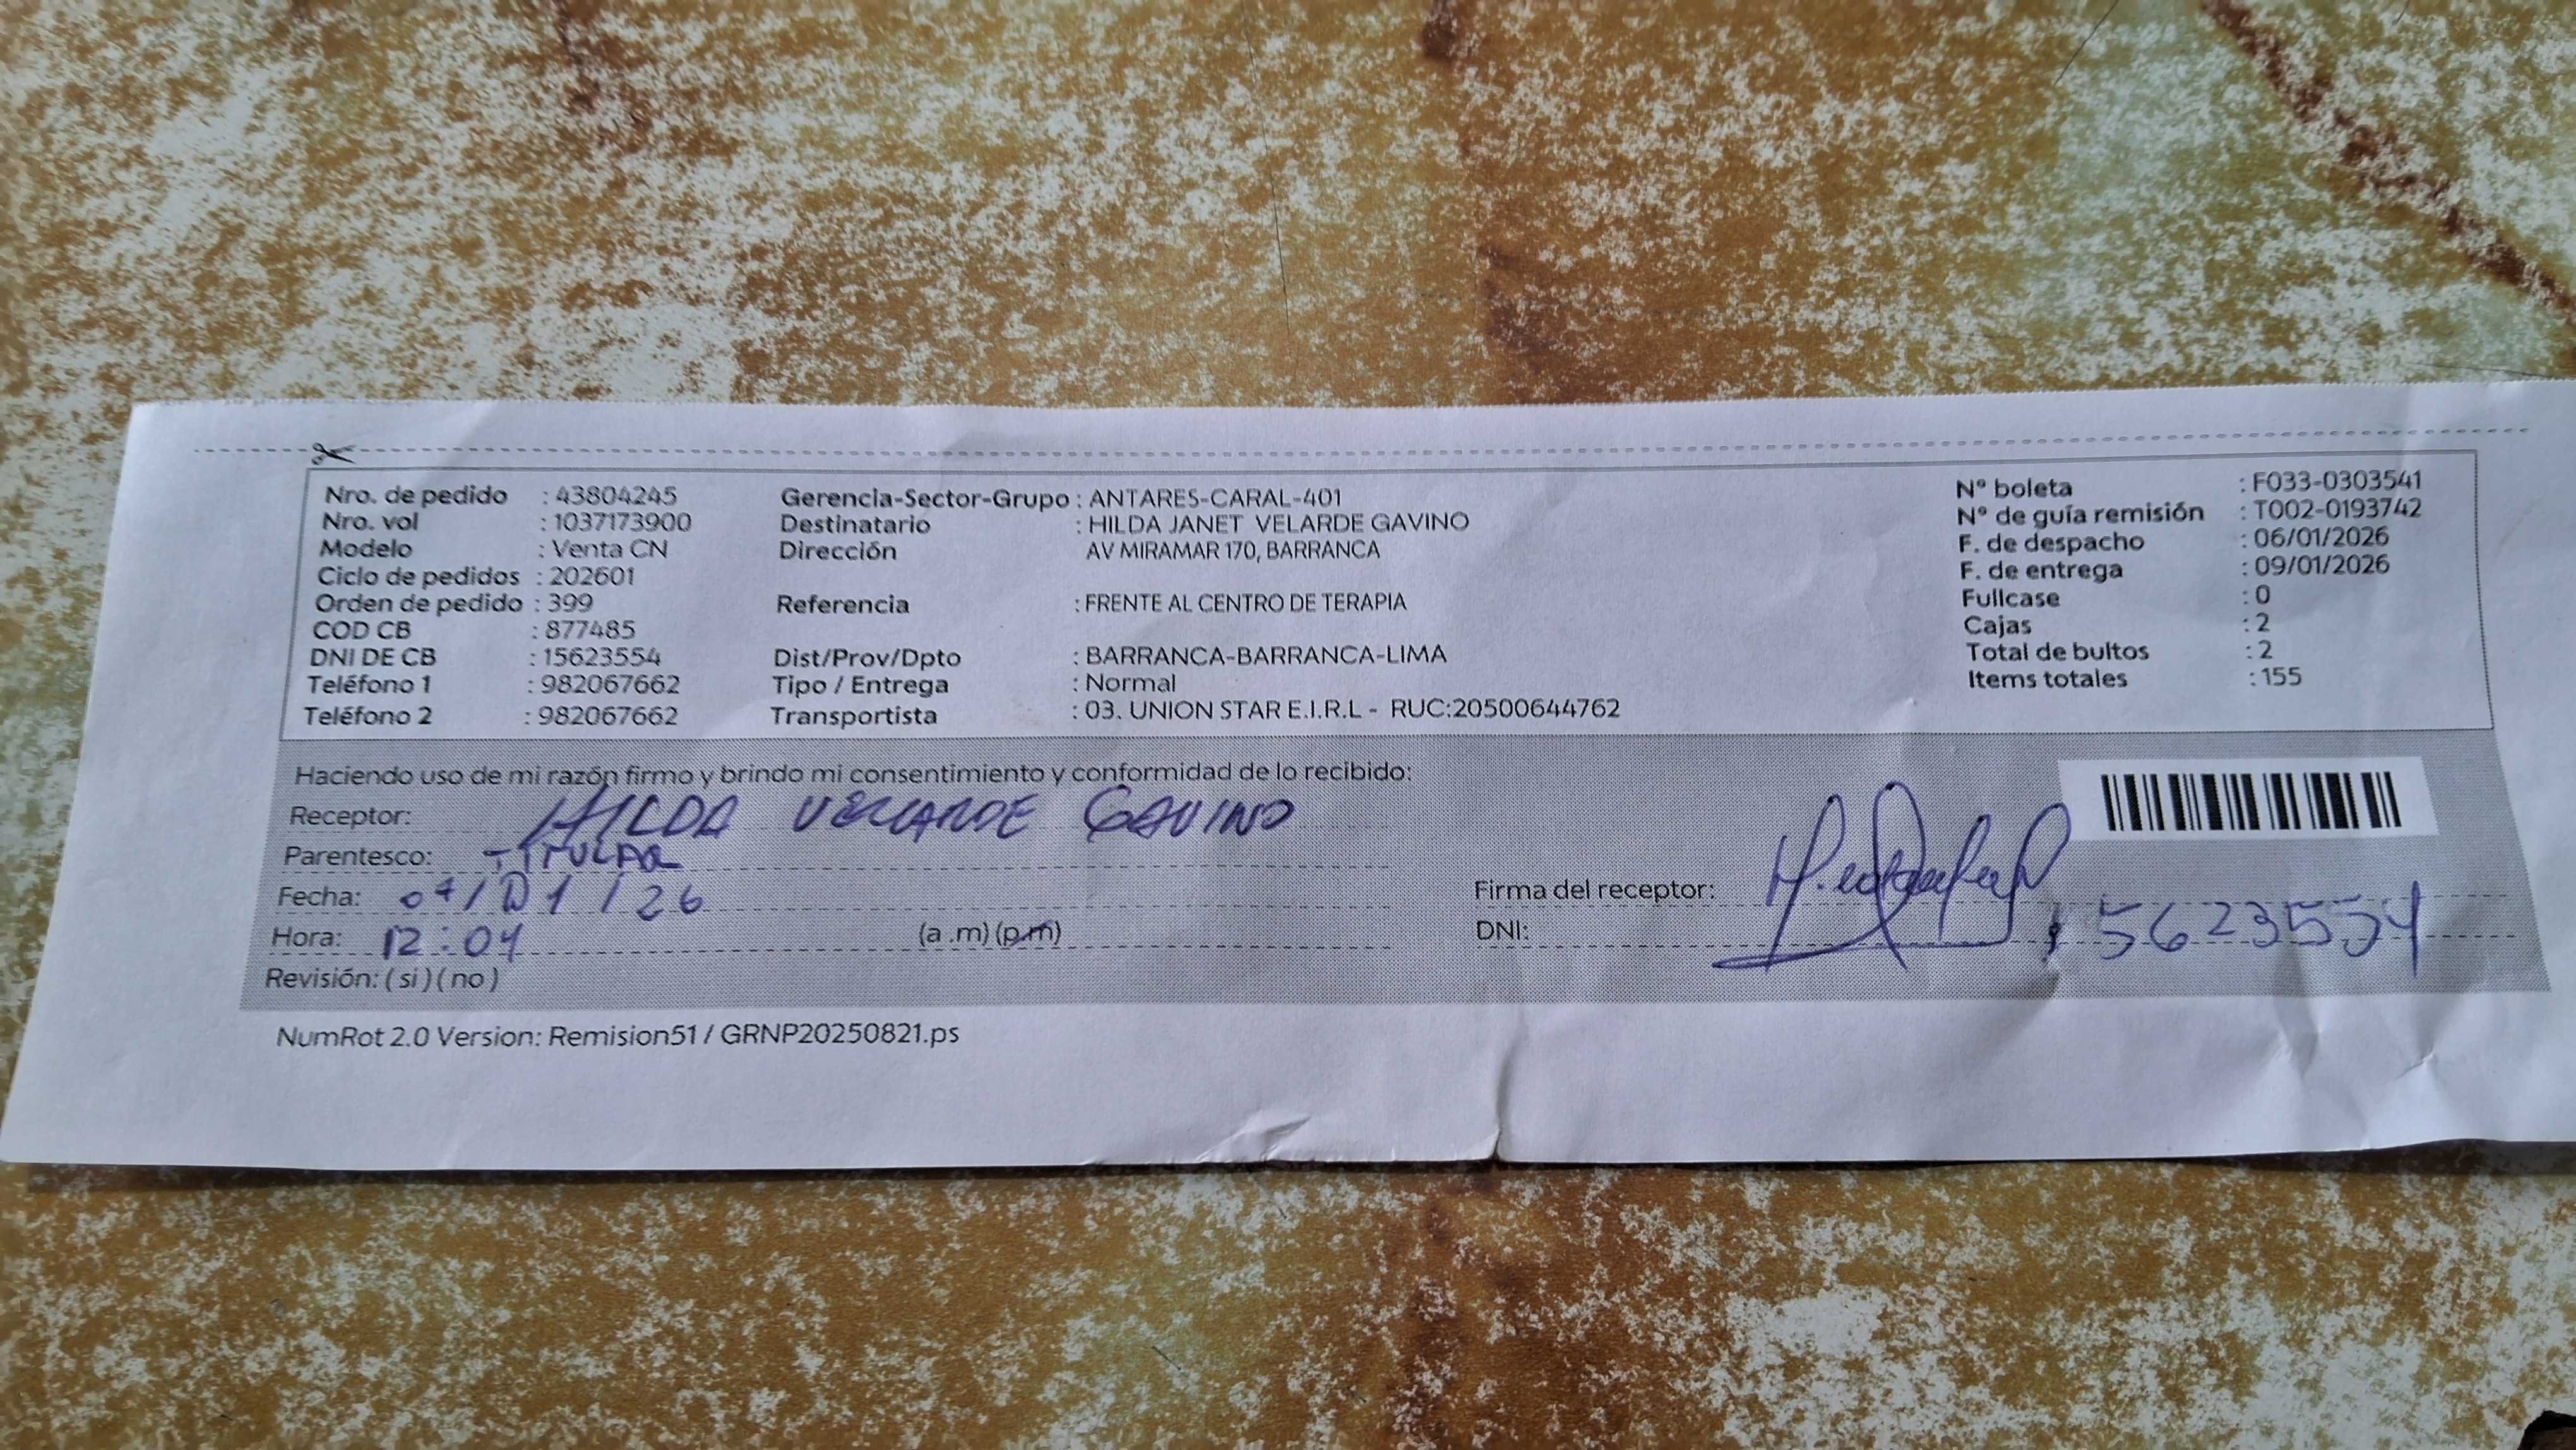 Nro. de pedido : 43804245
Nro. vol : 1037173900
Modelo : Venta CN
Ciclo de pedidos : 202601
Orden de pedido : 399
COD CB : 877485
DNI DE CB : 15623554
Teléfono 1 : 982067662
Teléfono 2 : 982067662
Gerencia-Sector-Grupo : ANTARES-CARAL-401
Destinatario : HILDA JANET VELARDE GAVINO
Dirección AV MIRAMAR 170, BARRANCA
Referencia : FRENTE AL CENTRO DE TERAPIA
Dist/Prov/Dpto : BARRANCA-BARRANCA-LIMA
Tipo / Entrega : Normal
Transportista : 03. UNION STAR E.I.R.L - RUC:20500644762
N° boleta : F033-0303541
N° de guía remisión : T002-0193742
F. de despacho : 06/01/2026
F. de entrega : 09/01/2026
Fullcase : 0
Cajas : 2
Total de bultos : 2
Items totales : 155
Haciendo uso de mi razón firmo y brindo mi consentimiento y conformidad de lo recibido:
Receptor: HILDA VELARDE GAVINO
Parentesco: TITULAR
Fecha: /01/26
Hora: 12:04 (a .m) (p.m)
Revisión: ( si ) ( no )
Firma del receptor:
DNI: 15623554
NumRot 2.0 Version: Remision51 / GRNP20250821.ps